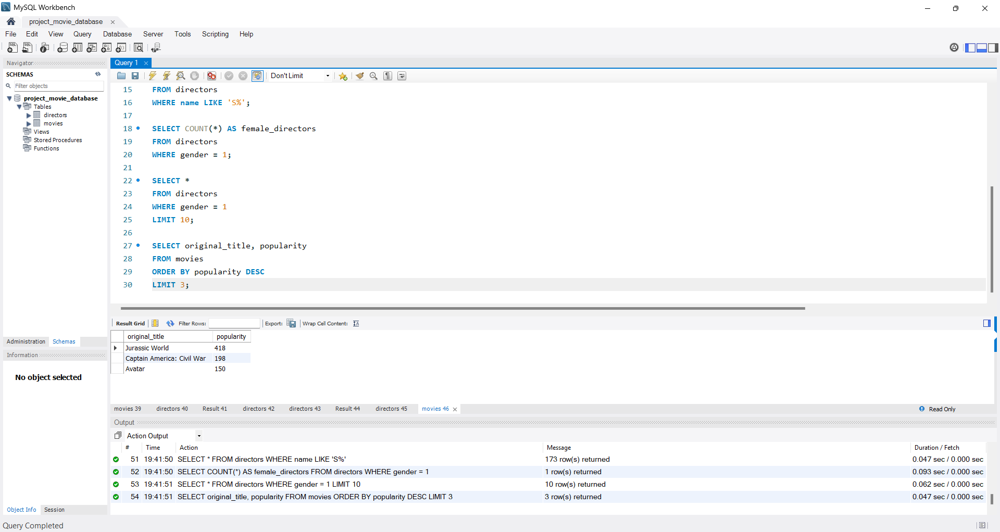 MySQL Workbench
project_movie_database
File Edit View Query Database Server Tools Scripting Help
Navigator
SCHEMAS
Filter objects
project_movie_database
Tables
directors
movies
Views
Stored Procedures
Functions
Administration Schemas
Information
No object selected
Object Info Session
Query 1
Don't Limit
15 FROM directors
16 WHERE name LIKE 'S%';
17
18 SELECT COUNT(*) AS female_directors
19 FROM directors
20 WHERE gender = 1;
21
22 SELECT *
23 FROM directors
24 WHERE gender = 1
25 LIMIT 10;
26
27 SELECT original_title, popularity
28 FROM movies
29 ORDER BY popularity DESC
30 LIMIT 3;
Result Grid Filter Rows: Export: Wrap Cell Content:
original_title popularity
Jurassic World 418
Captain America: Civil War 198
Avatar 150
movies 39 directors 40 Result 41 directors 42 directors 43 Result 44 directors 45 movies 46 Read Only
Output
Action Output
# Time Action Message Duration / Fetch
51 19:41:50 SELECT * FROM directors WHERE name LIKE 'S%' 173 row(s) returned 0.047 sec / 0.000 sec
52 19:41:50 SELECT COUNT(*) AS female_directors FROM directors WHERE gender = 1 1 row(s) returned 0.093 sec / 0.000 sec
53 19:41:51 SELECT * FROM directors WHERE gender = 1 LIMIT 10 10 row(s) returned 0.062 sec / 0.000 sec
54 19:41:51 SELECT original_title, popularity FROM movies ORDER BY popularity DESC LIMIT 3 3 row(s) returned 0.047 sec / 0.000 sec
Query Completed